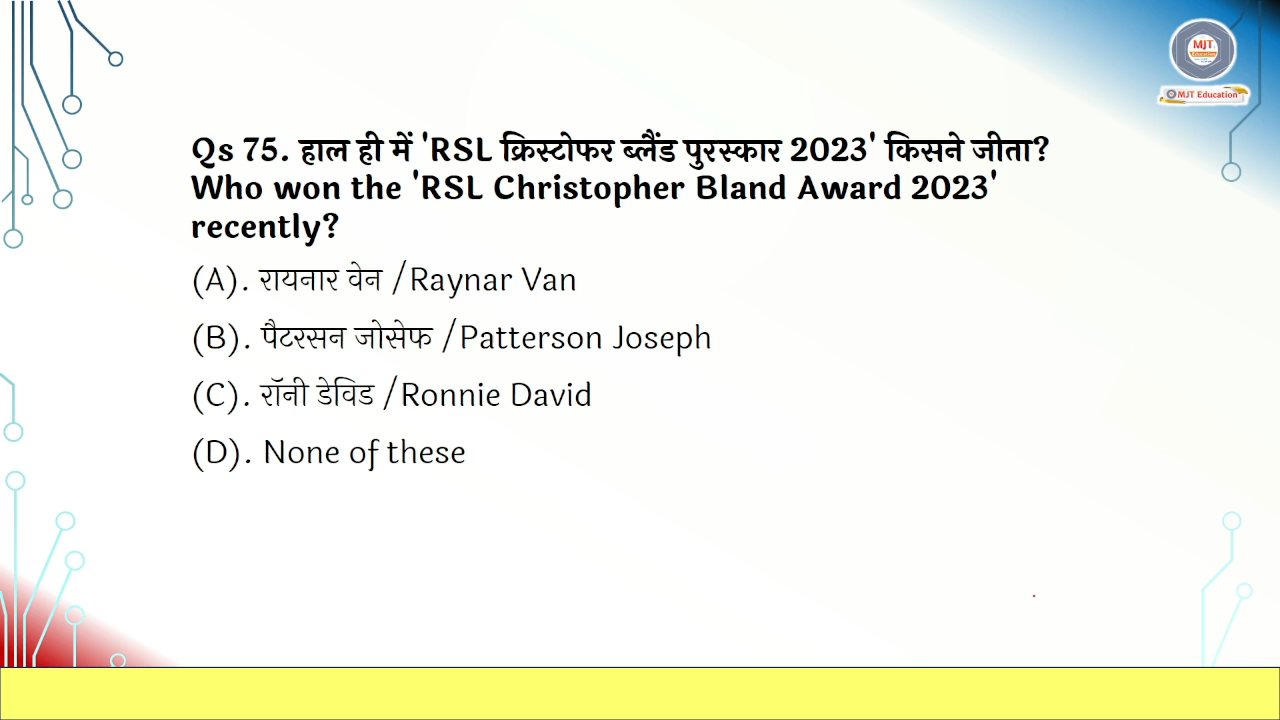 MJT
Education
MJT Education
Qs 75. हाल ही में 'RSL क्रिस्टोफर ब्लैंड पुरस्कार 2023' किसने जीता?
Who won the 'RSL Christopher Bland Award 2023'
recently?
(A). रायनार वेन /Raynar Van
(B). पैटरसन जोसेफ /Patterson Joseph
(C). रॉनी डेविड /Ronnie David
(D). None of these